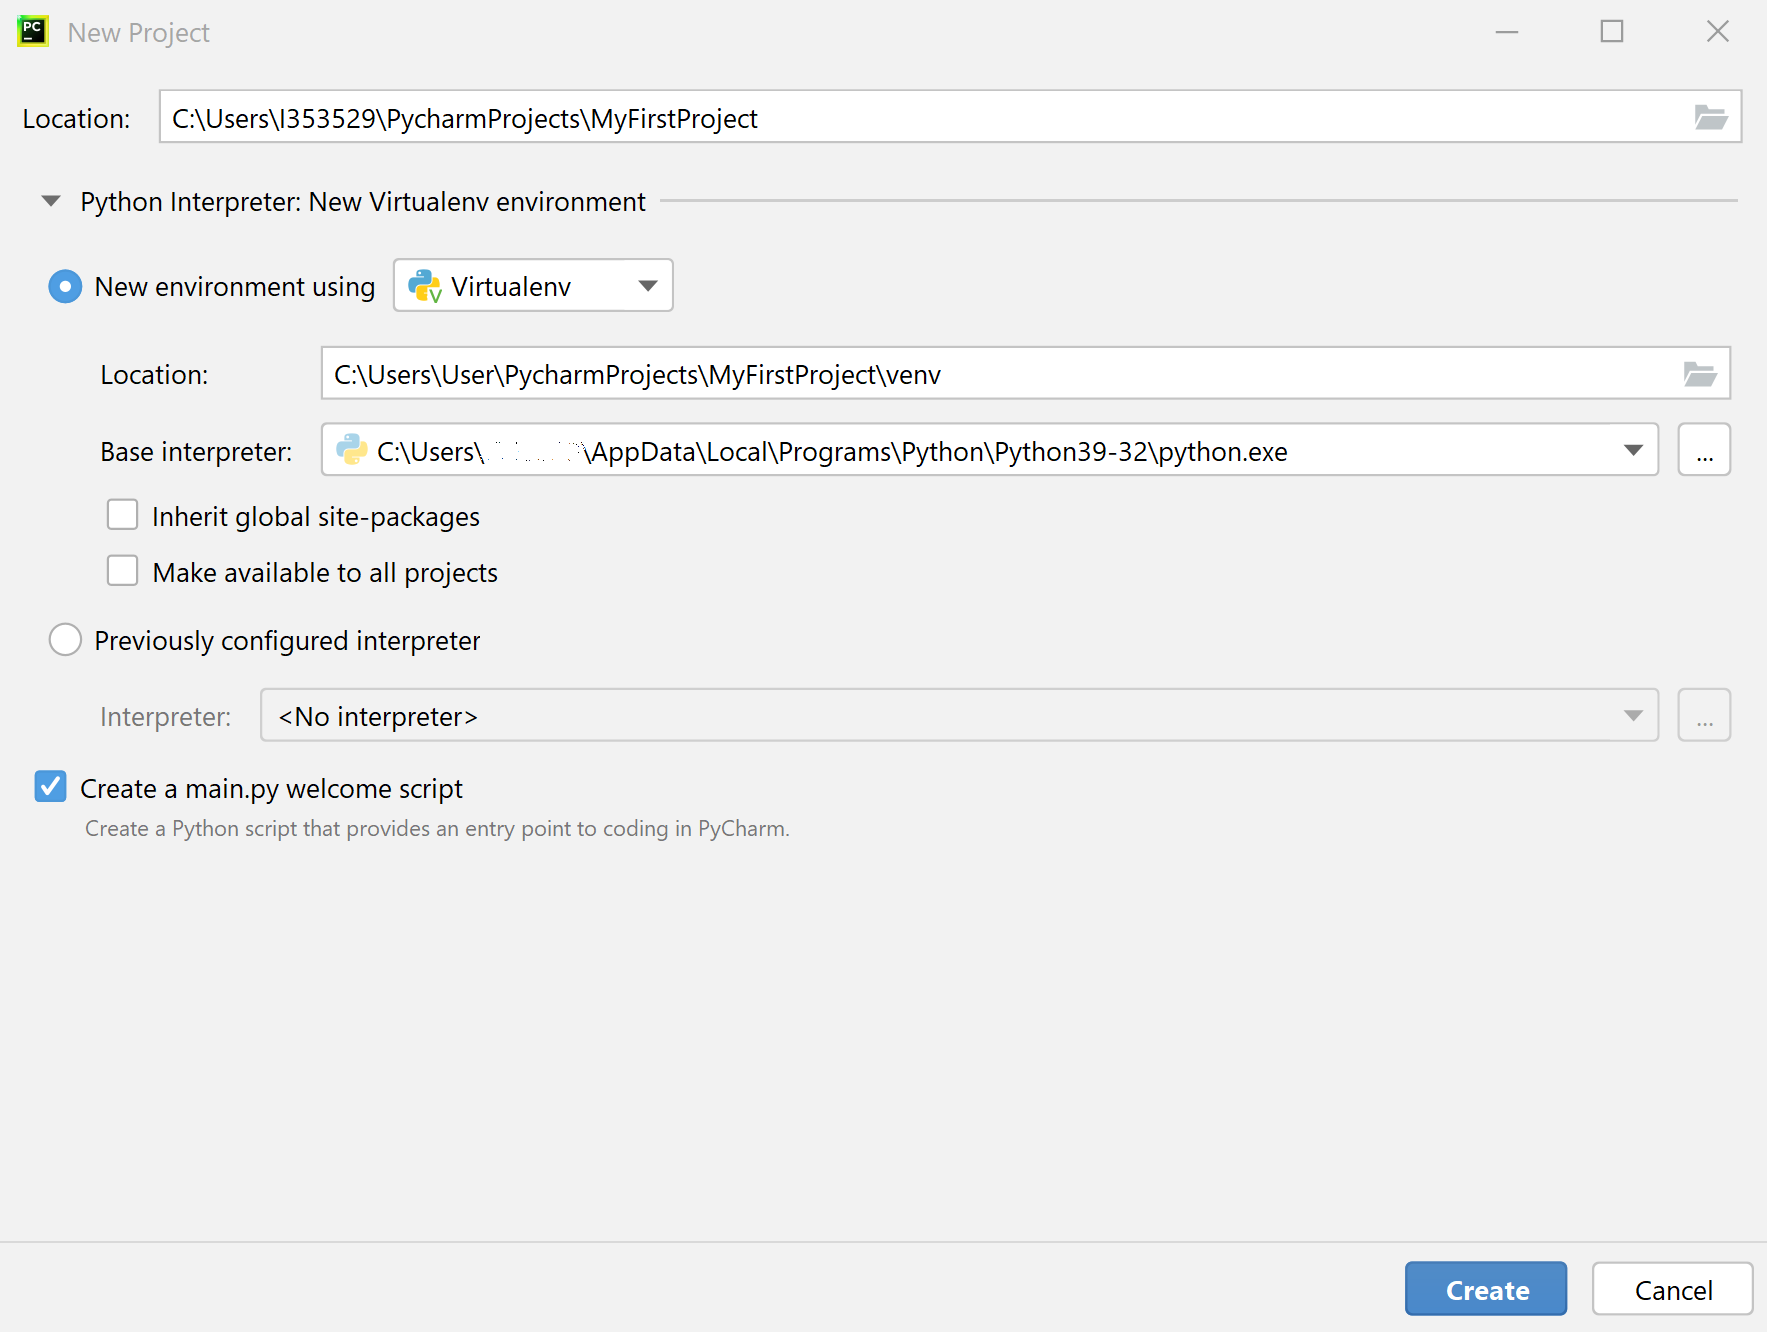 PC New Project
Location: C:\Users\I353529\PycharmProjects\MyFirstProject
Python Interpreter: New Virtualenv environment
New environment using Virtualenv
Location: C:\Users\User\PycharmProjects\MyFirstProject\venv
Base interpreter: C:\Users\ \AppData\Local\Programs\Python\Python39-32\python.exe ...
Inherit global site-packages
Make available to all projects
Previously configured interpreter
Interpreter: <No interpreter> ...
Create a main.py welcome script
Create a Python script that provides an entry point to coding in PyCharm.
Create Cancel